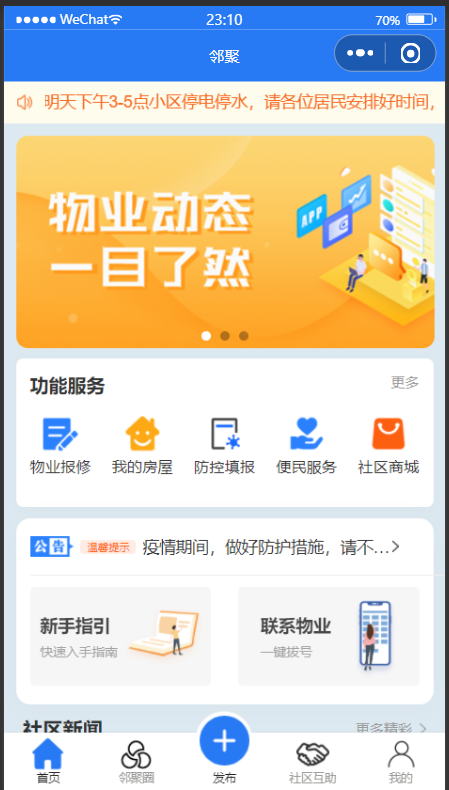 WeChat
23:10
70%
邻聚
明天下午3-5点小区停电停水，请各位居民安排好时间，
物业动态
一目了然
APP
功能服务
更多
物业报修
我的房屋
防控填报
便民服务
社区商城
公告
温馨提示
疫情期间，做好防护措施，请不...
新手指引
快速入手指南
联系物业
一键拔号
社区新闻
更多精彩
首页
邻聚圈
发布
社区互助
我的